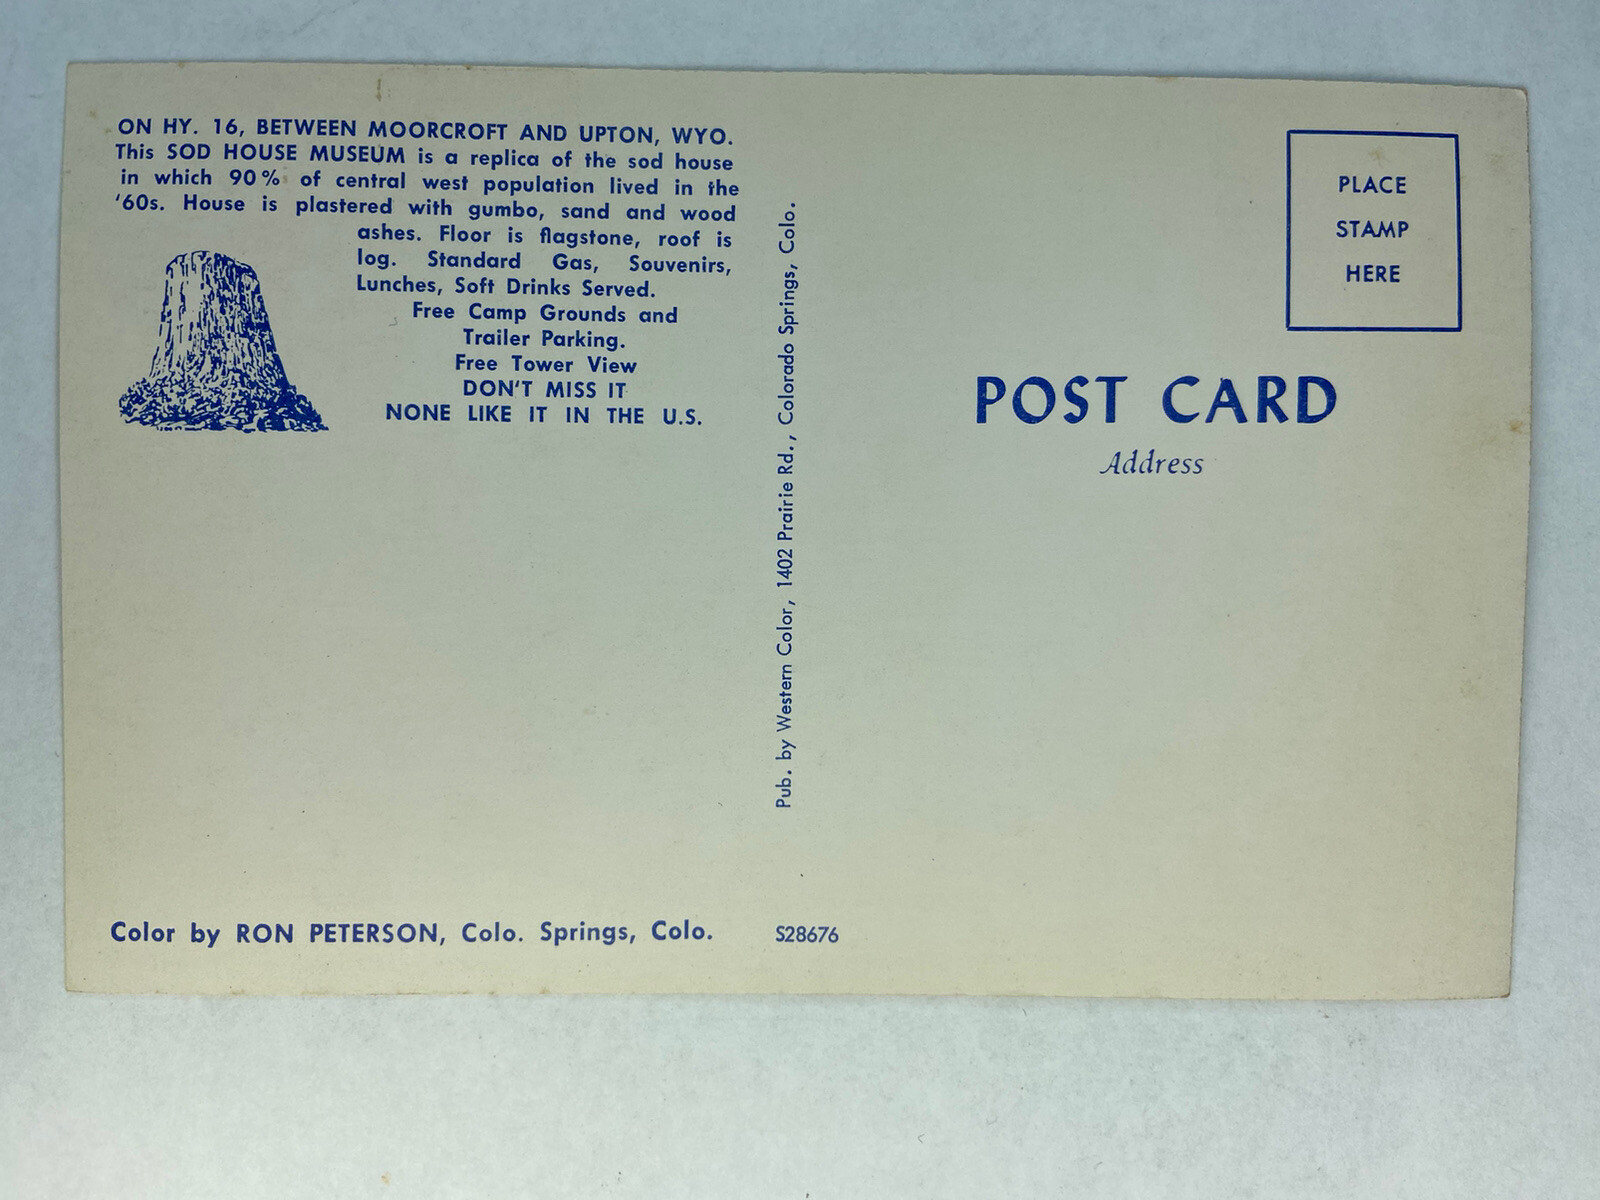 ON HY. 16, BETWEEN MOORCROFT AND UPTON, WYO.
This SOD HOUSE MUSEUM is a replica of the sod house
in which 90% of central west population lived in the
'60s. House is plastered with gumbo, sand and wood
ashes. Floor is flagstone, roof is
log. Standard Gas, Souvenirs,
Lunches, Soft Drinks Served.
Free Camp Grounds and
Trailer Parking.
Free Tower View
DON'T MISS IT
NONE LIKE IT IN THE U.S.
Color by RON PETERSON, Colo. Springs, Colo.
Pub. by Western Color, 1402 Prairie Rd., Colorado Springs, Colo.
S28676
PLACE
STAMP
HERE
POST CARD
Address